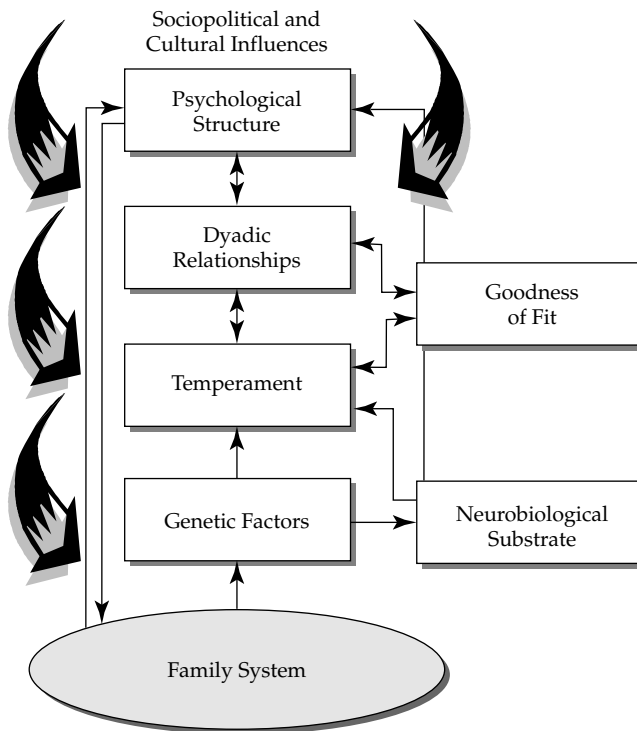 Sociopolitical and
Cultural Influences
Psychological
Structure
Dyadic
Relationships
Goodness
of Fit
Temperament
Genetic Factors
Neurobiological
Substrate
Family System